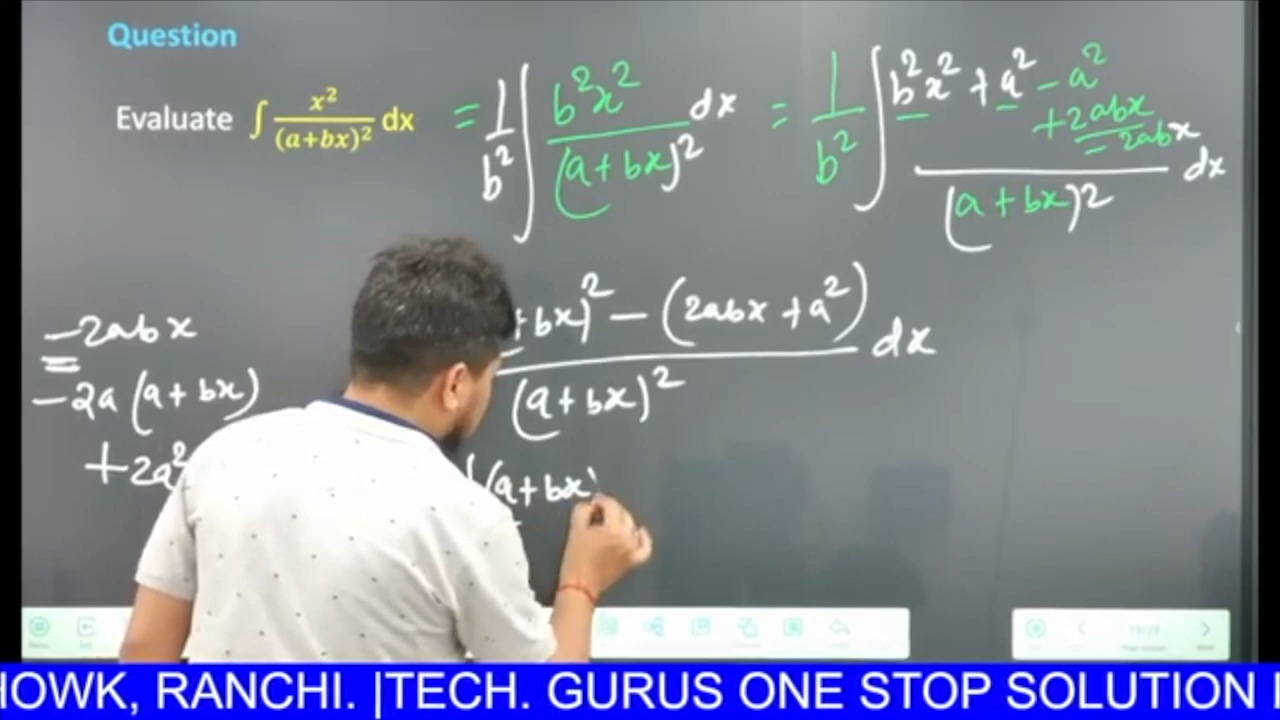 Question
Evaluate ∫ x²/(a+bx)² dx = 1/b² ∫ b²x²/(a + bx)² dx = 1/b² ∫ b²x² + a² - a² + 2abx - 2abx / (a + bx)² dx
+ bx)² - (2abx + a²) / (a + bx)² dx
- 2abx
- 2a (a + bx)
+ 2a²
(a + bx)
HOWK, RANCHI. |TECH. GURUS ONE STOP SOLUTION